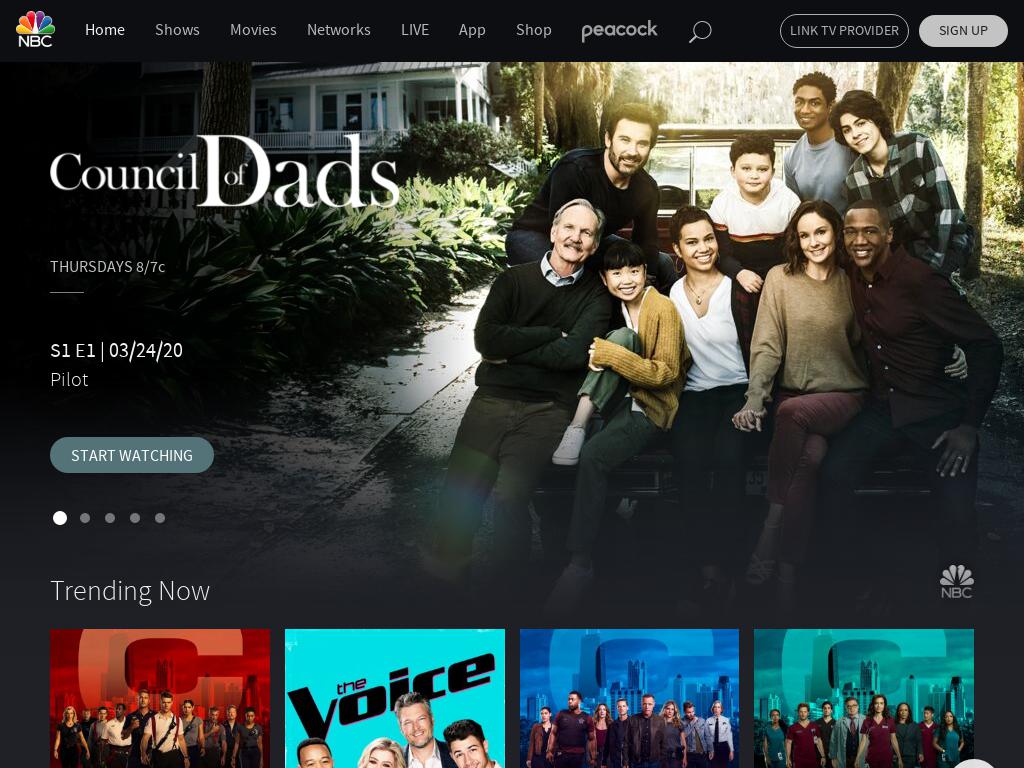 NBC
Home
Shows
Movies
Networks
LIVE
App
Shop
peacock
LINK TV PROVIDER
SIGN UP
Council of Dads
THURSDAYS 8/7c
S1 E1 | 03/24/20
Pilot
START WATCHING
Trending Now
NBC
the
Voice